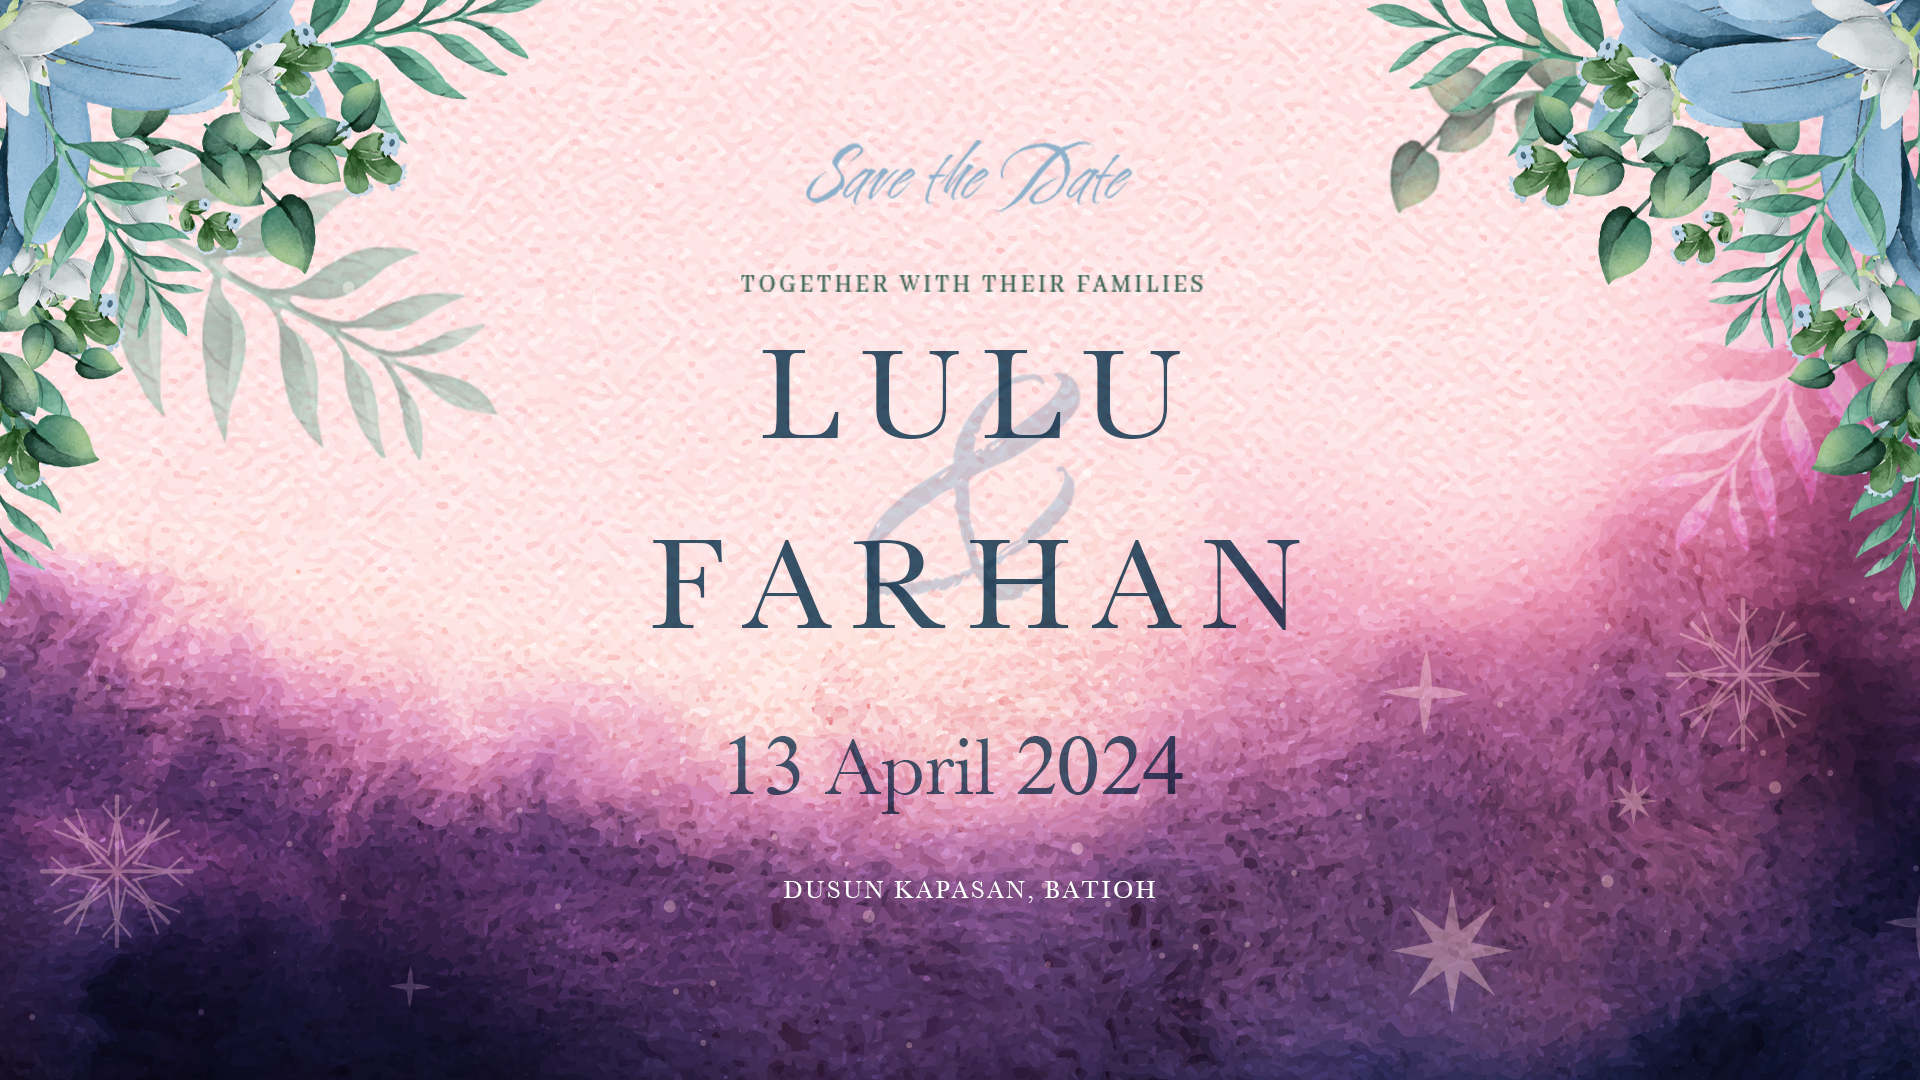 Save the Date
TOGETHER WITH THEIR FAMILIES
LULU
&
FARHAN
13 April 2024
DUSUN KAPASAN, BATIOH